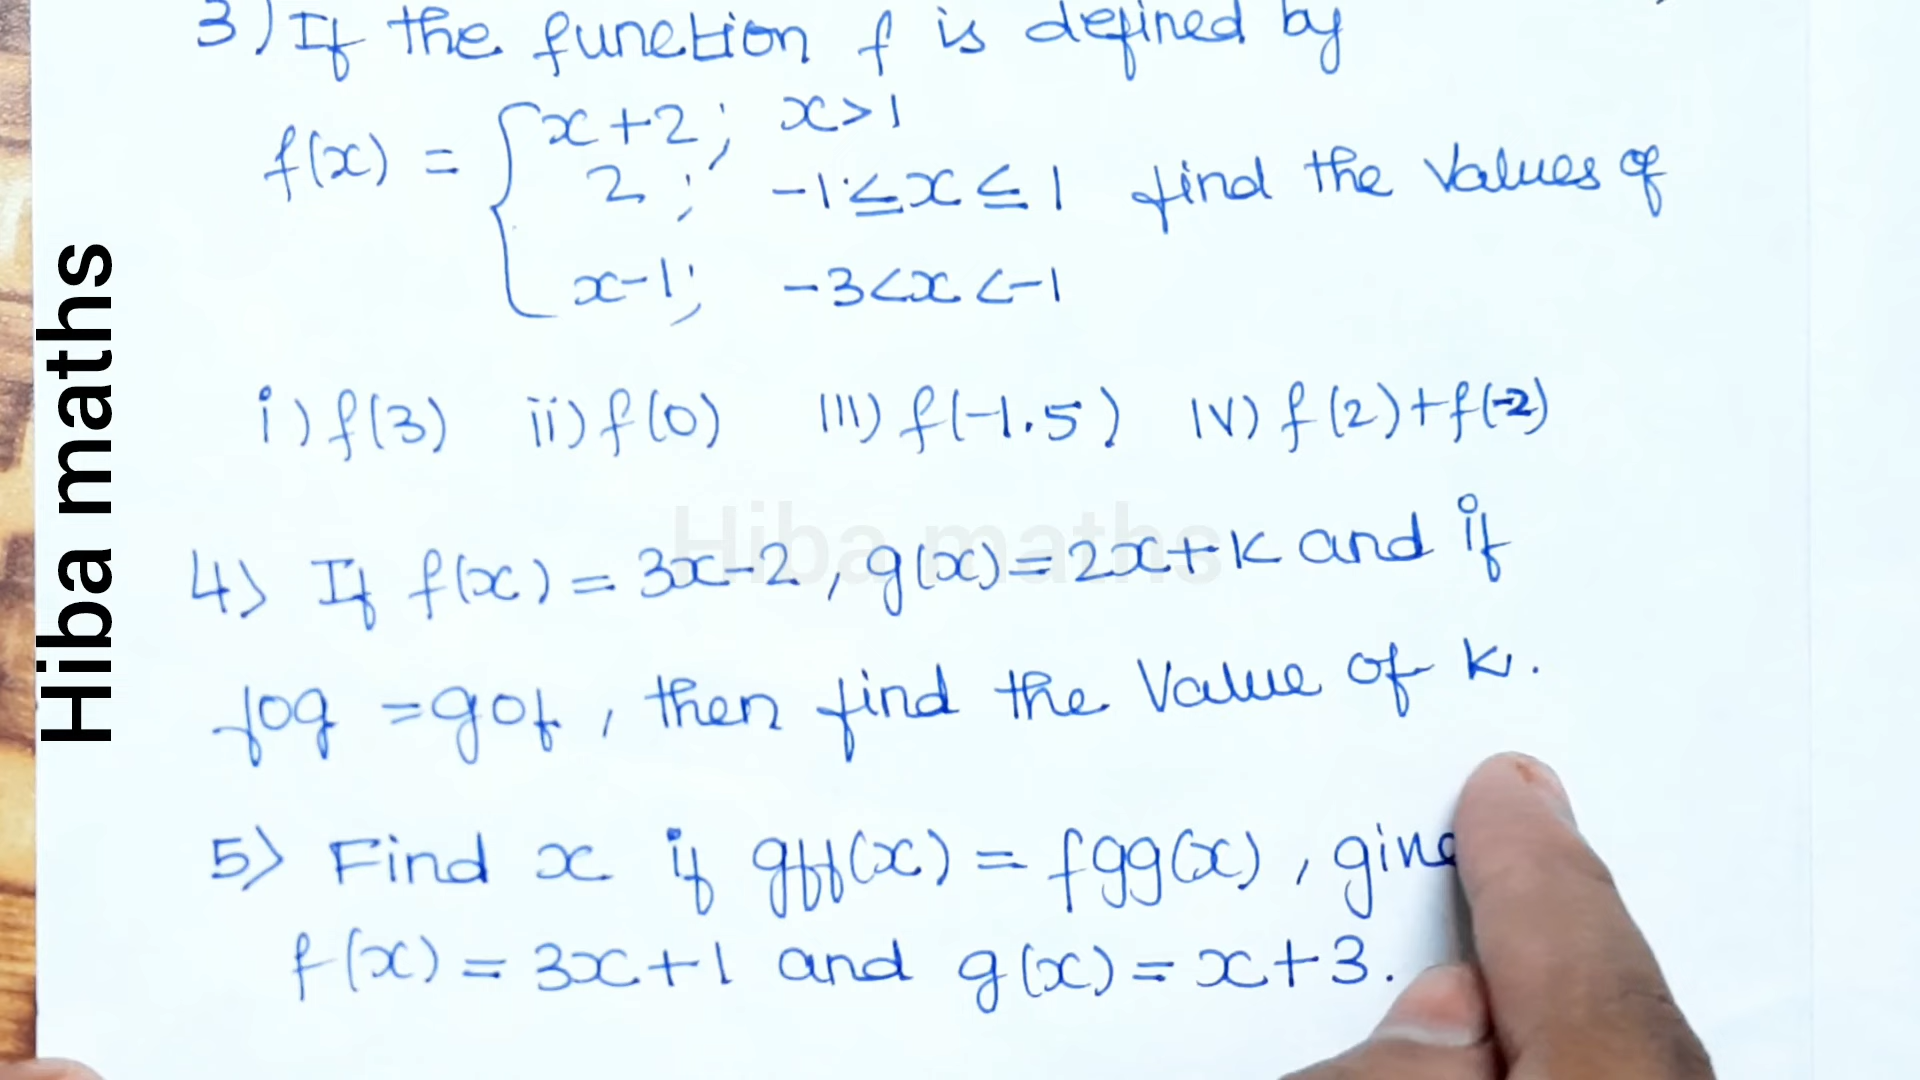 3) If the function f is defined by
f(x) = { x+2; x>1
2; -1≤x≤1 find the values of
x-1; -3<x<-1
i) f(3) ii) f(0) III) f(-1.5) IV) f(2)+f(-2)
4) If f(x) = 3x-2, g(x)=2x+k and if
fog = gof, then find the value of k.
5) Find x if gff(x) = fgg(x),
f(x) = 3x+1 and g(x) = x+3.
Hiba maths
Hiba maths